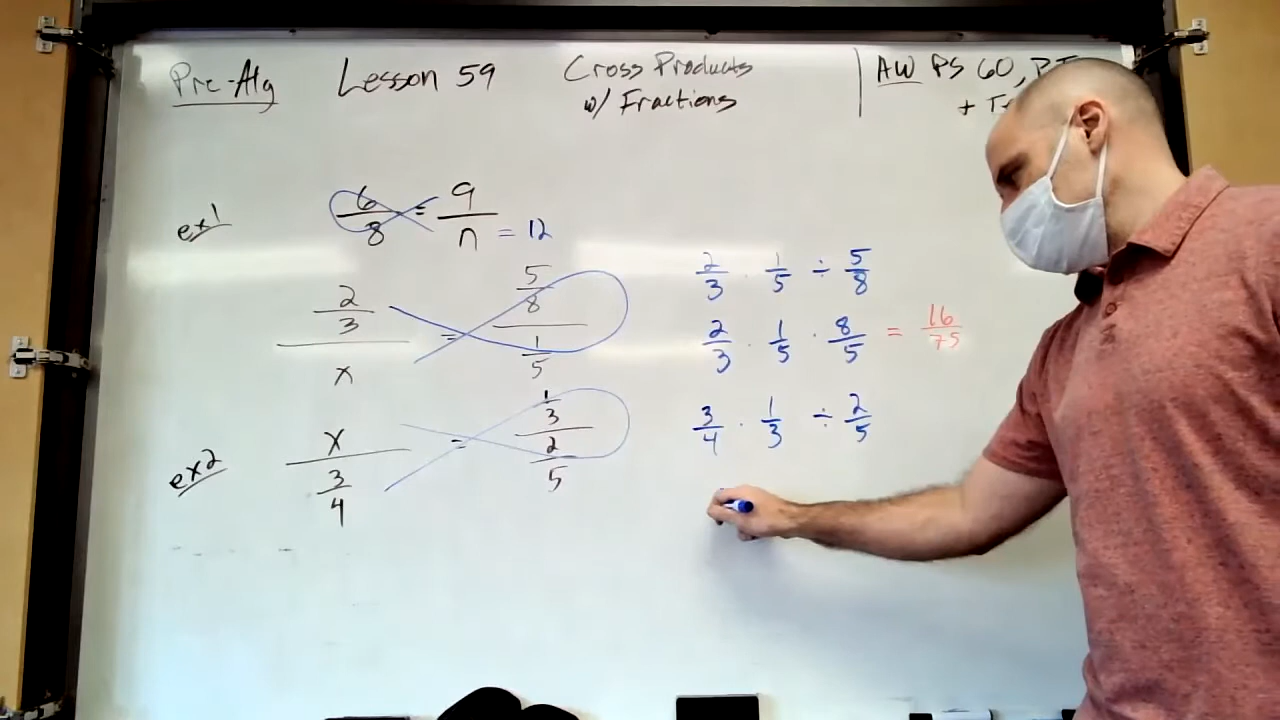 Pre-Alg Lesson 59 Cross Products w/ Fractions
AW PS 60, P
+ T
ex1 6/8 = 9/n = 12
2/3 / x = 5/8 / 1/5
2/3 · 1/5 ÷ 5/8
2/3 · 1/5 · 8/5 = 16/75
ex2 x / 3/4 = 1/3 / 2/5
3/4 · 1/3 ÷ 2/5